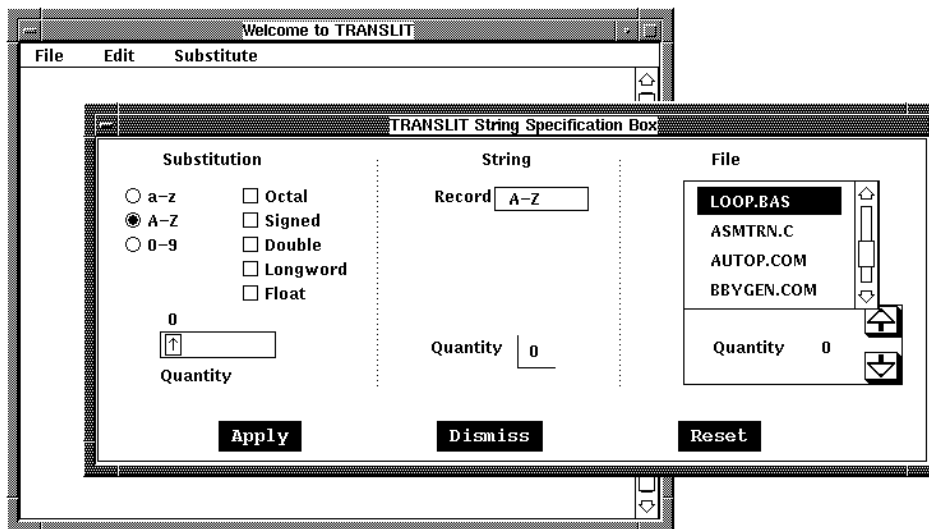 Welcome to TRANSLIT
File Edit Substitute
TRANSLIT String Specification Box
Substitution String File
a-z Octal Record A-Z LOOP.BAS
A-Z Signed ASMTRN.C
0-9 Double AUTOP.COM
Longword BBYGEN.COM
Float
0
Quantity 0 Quantity 0
Quantity
Apply Dismiss Reset